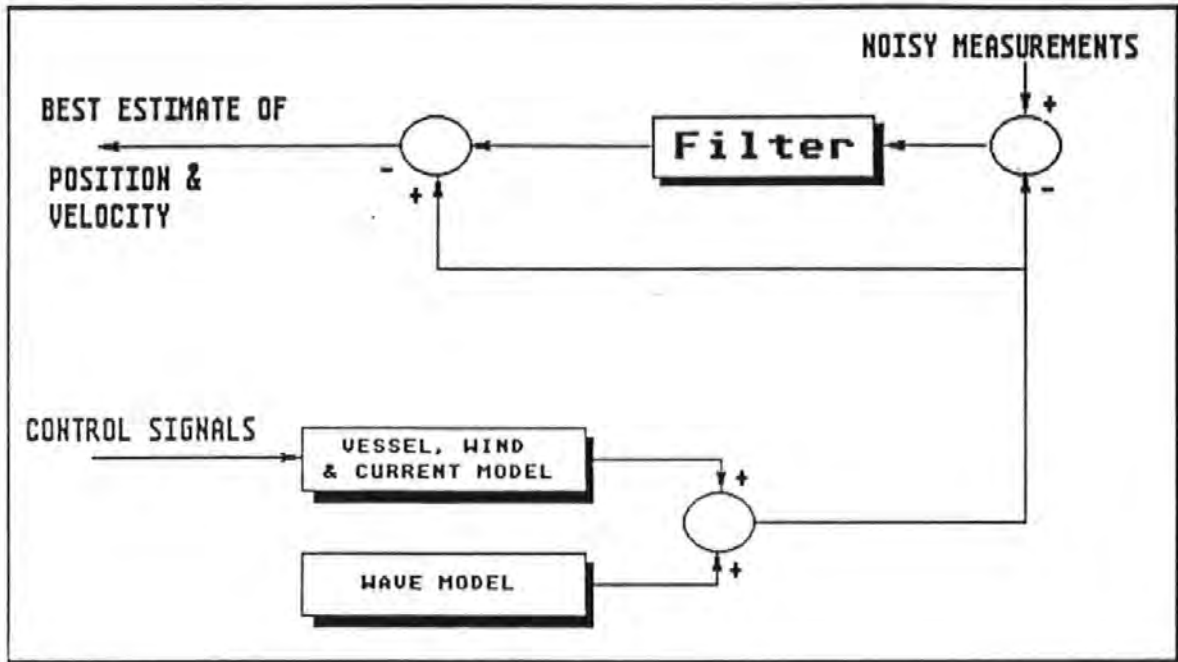 NOISY MEASUREMENTS
+
BEST ESTIMATE OF
Filter
-
+
-
POSITION &
VELOCITY
CONTROL SIGNALS
VESSEL, WIND
& CURRENT MODEL
+
WAVE MODEL
+